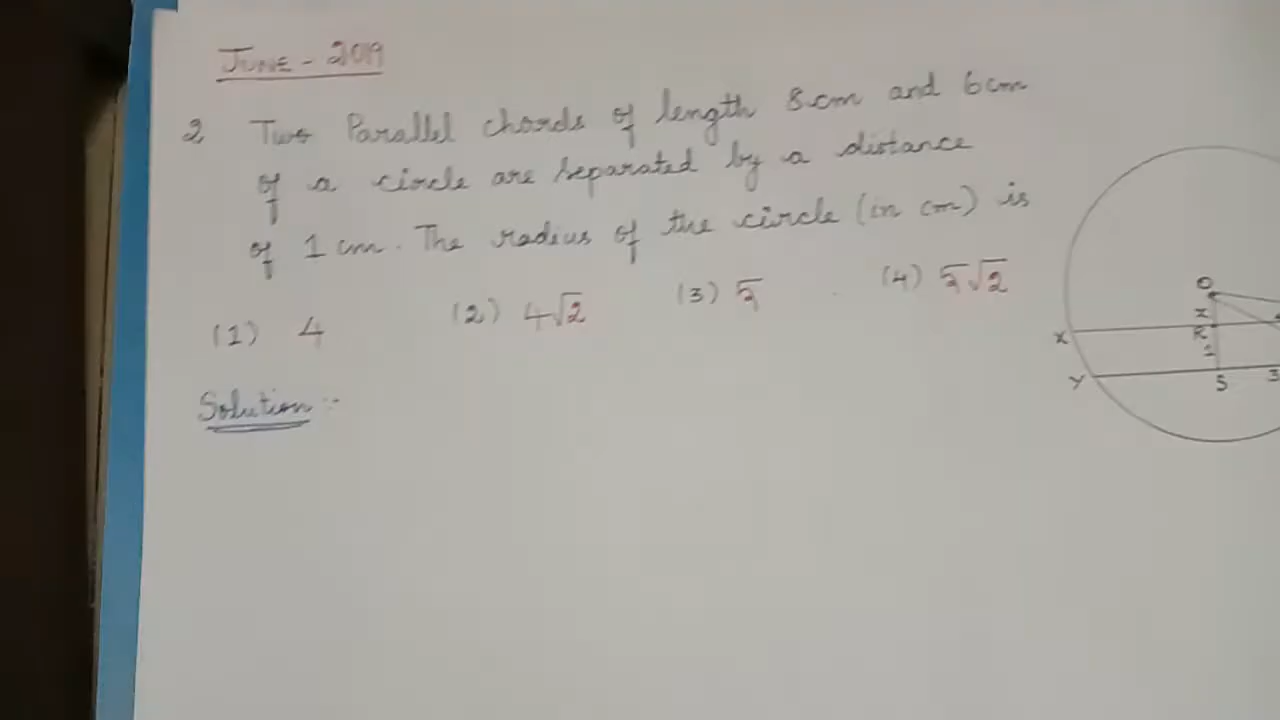 JUNE - 2019
2 Two Parallel chords of length 8 cm and 6 cm
of a circle are separated by a distance
of 1 cm. The radius of the circle (in cm) is
(1) 4 (2) 4√2 (3) 5 (4) 5√2
Solution :-
O
x
X R
1
Y S 3